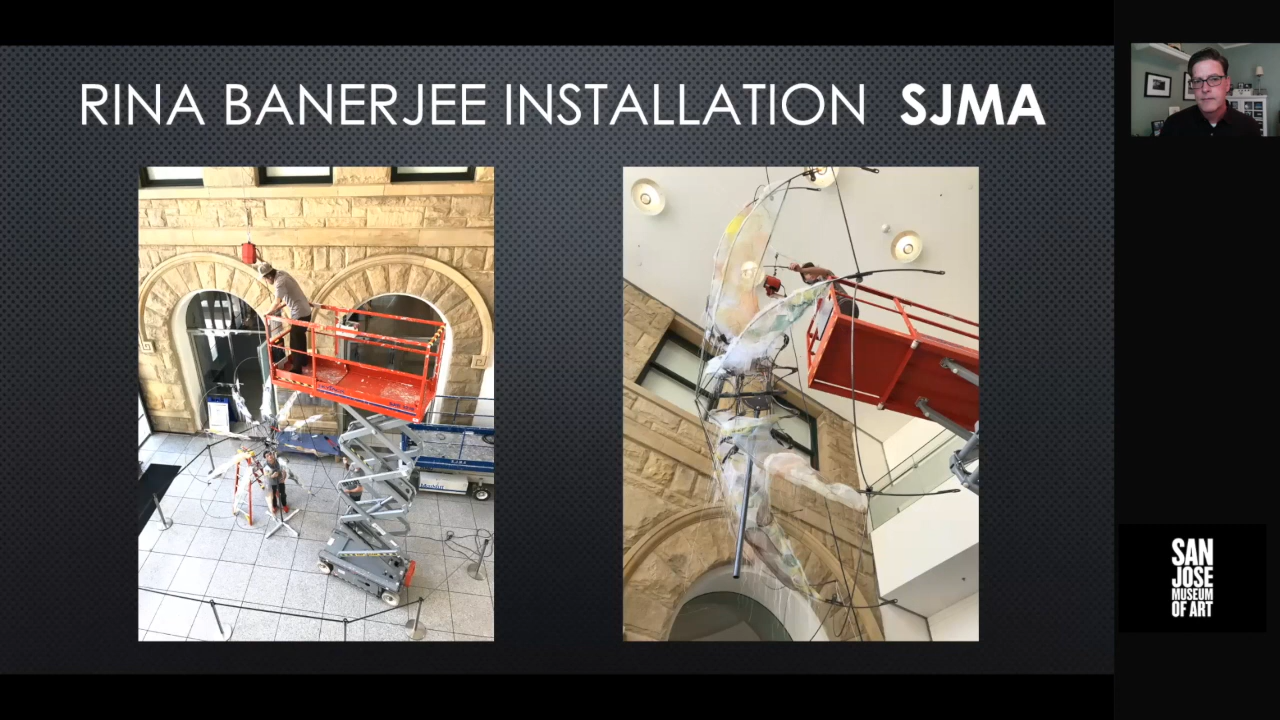 RINA BANERJEE INSTALLATION SJMA
SAN
JOSE
MUSEUM
OF ART